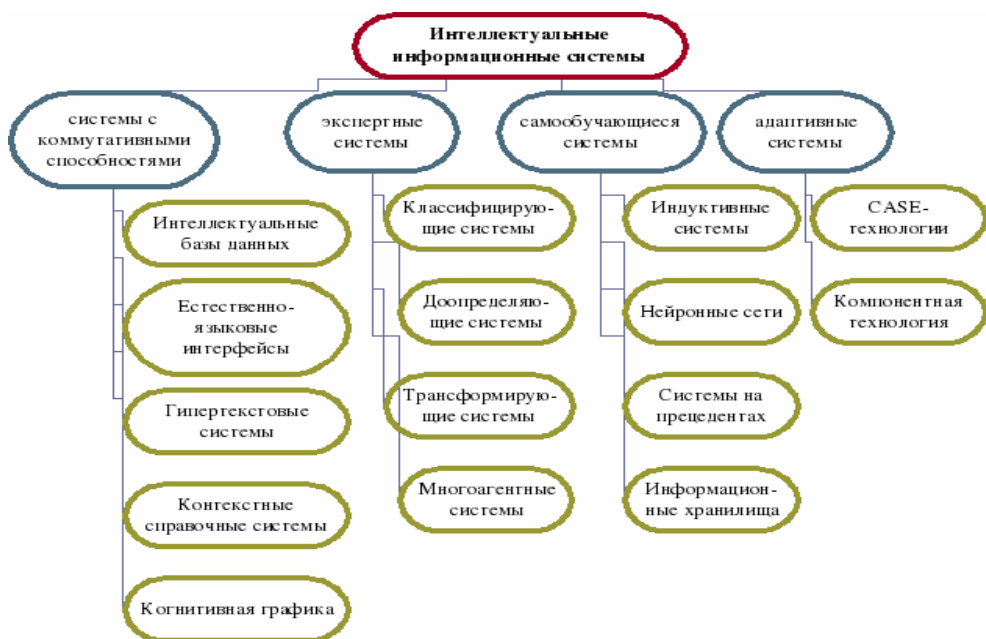 Интеллектуальные
информационные системы
системы с
коммутативными
способностями
экспертные
системы
самообучающиеся
системы
адаптивные
системы
Интеллектуальные
базы данных
Естественно-
языковые
интерфейсы
Гипертекстовые
системы
Контекстные
справочные системы
Когнитивная графика
Классифицирую-
щие системы
Доопределяю-
щие системы
Трансформирую-
щие системы
Многоагентные
системы
Индуктивные
системы
Нейронные сети
Системы на
прецедентах
Информацион-
ные хранилища
CASE-
технологии
Компонентная
технология